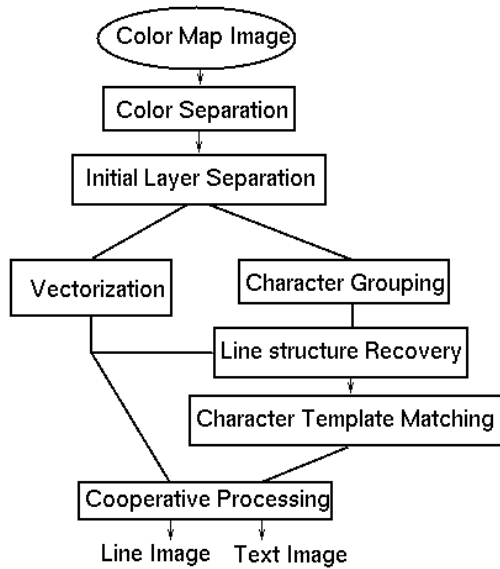 Color Map Image
Color Separation
Initial Layer Separation
Vectorization
Character Grouping
Line structure Recovery
Character Template Matching
Cooperative Processing
Line Image
Text Image